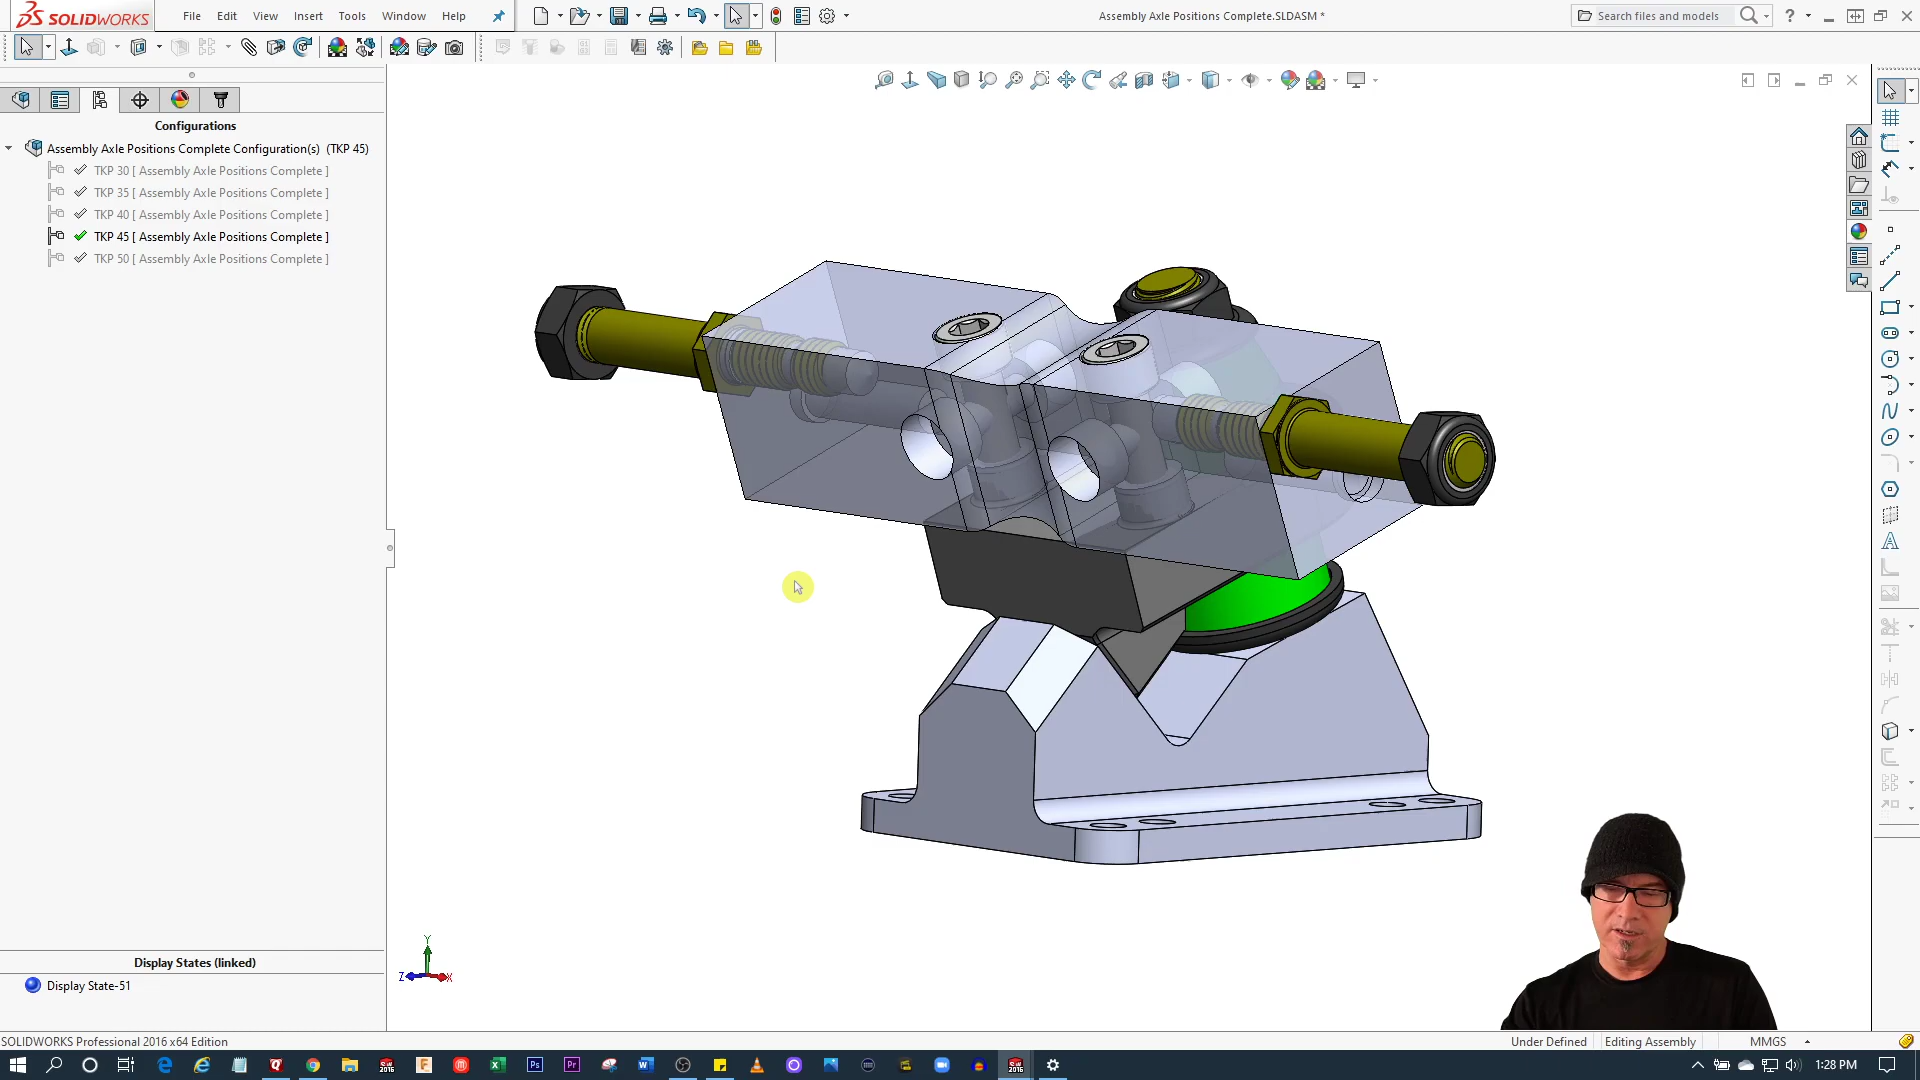 SOLIDWORKS
File Edit View Insert Tools Window Help
Assembly Axle Positions Complete.SLDASM *
Search files and models
Configurations
Assembly Axle Positions Complete Configuration(s) (TKP 45)
TKP 30 [ Assembly Axle Positions Complete ]
TKP 35 [ Assembly Axle Positions Complete ]
TKP 40 [ Assembly Axle Positions Complete ]
TKP 45 [ Assembly Axle Positions Complete ]
TKP 50 [ Assembly Axle Positions Complete ]
Y
Z
X
Display States (linked)
Display State-51
SOLIDWORKS Professional 2016 x64 Edition
Under Defined
Editing Assembly
MMGS
1:28 PM